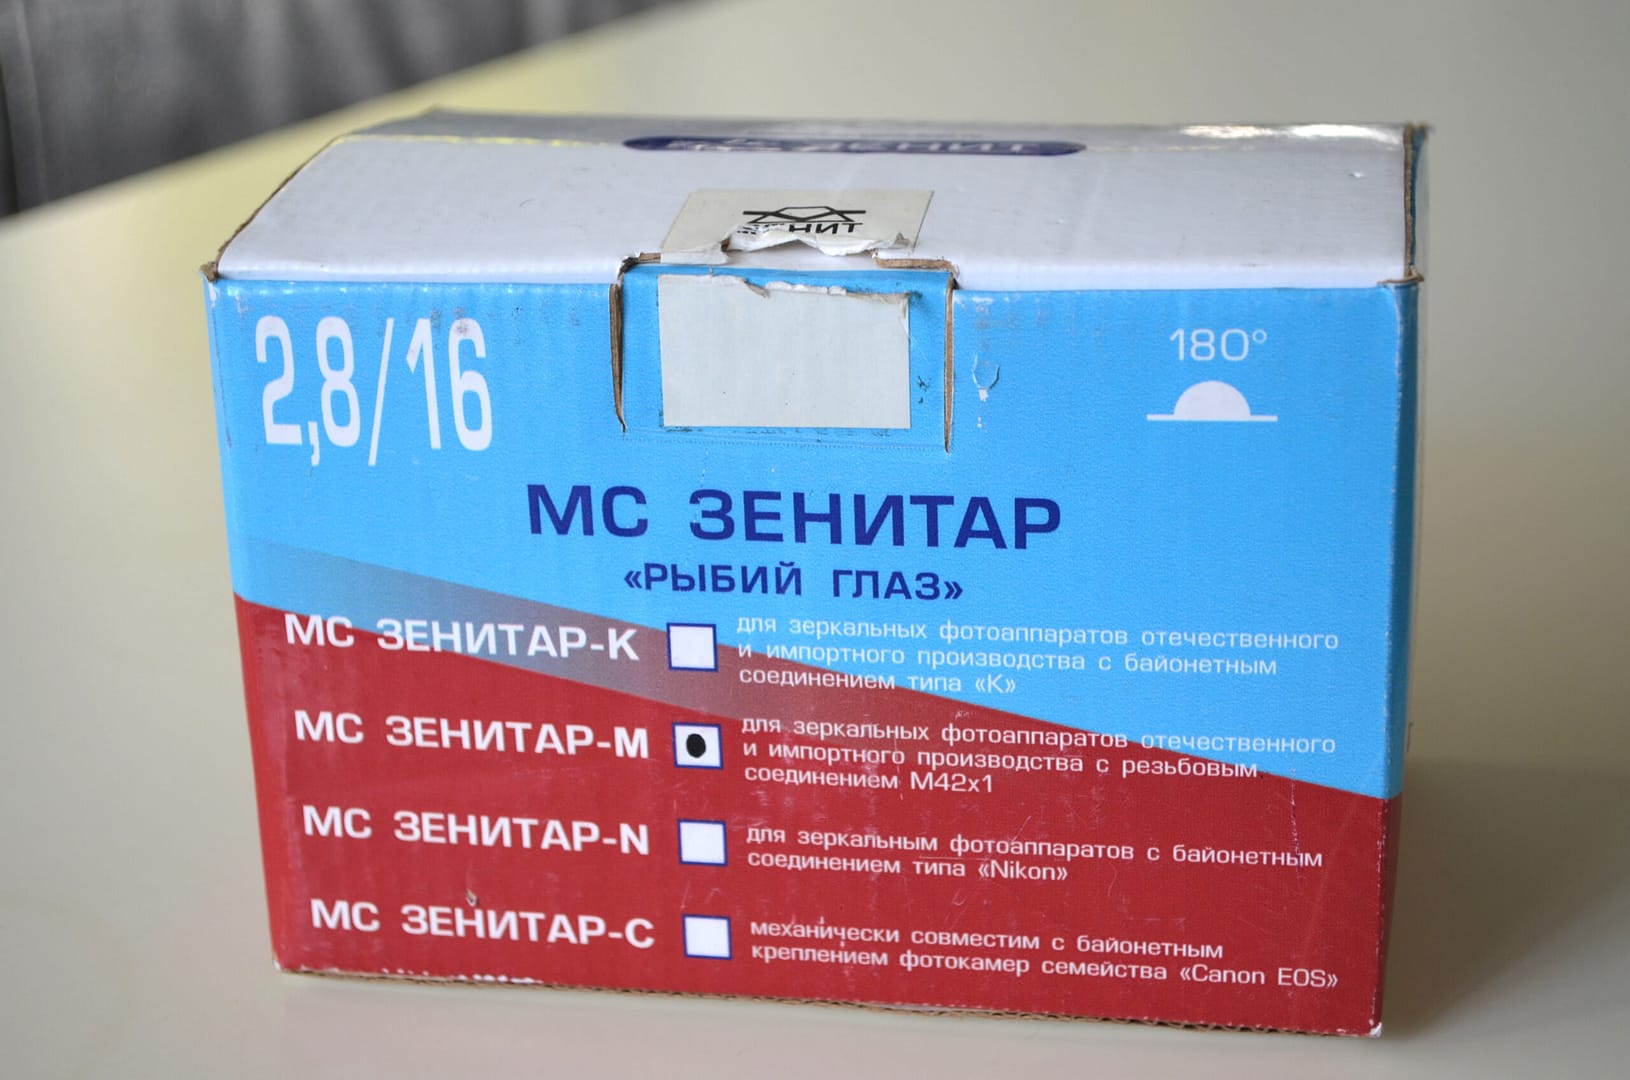 ЗЕНИТ
НИТ
2,8/16
180°
МС ЗЕНИТАР
«РЫБИЙ ГЛАЗ»
МС ЗЕНИТАР-К
для зеркальных фотоаппаратов отечественного
и импортного производства с байонетным
соединением типа «К»
МС ЗЕНИТАР-М
для зеркальных фотоаппаратов отечественного
и импортного производства с резьбовым
соединением М42х1
МС ЗЕНИТАР-N
для зеркальным фотоаппаратов с байонетным
соединением типа «Nikon»
МС ЗЕНИТАР-С
механически совместим с байонетным
креплением фотокамер семейства «Canon EOS»